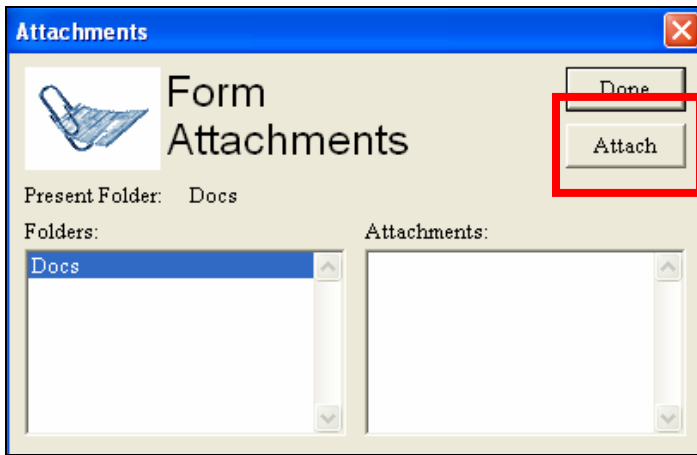 Attachments
Form
Attachments
Done
Attach
Present Folder: Docs
Folders:
Attachments:
Docs